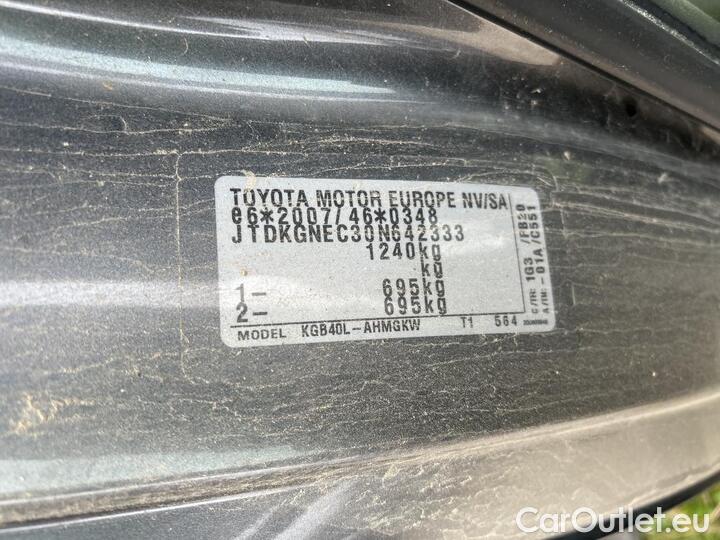 TOYOTA MOTOR EUROPE NV/SA
e6*2007/46*0348
JTDKGNEC30N642333
1240kg
kg
1- 695kg
2- 695kg
MODEL KGB40L-AHMGKW T1 564
C/TR: 1G3 /FB20
A/TM: -01A /C551
CarOutlet.eu